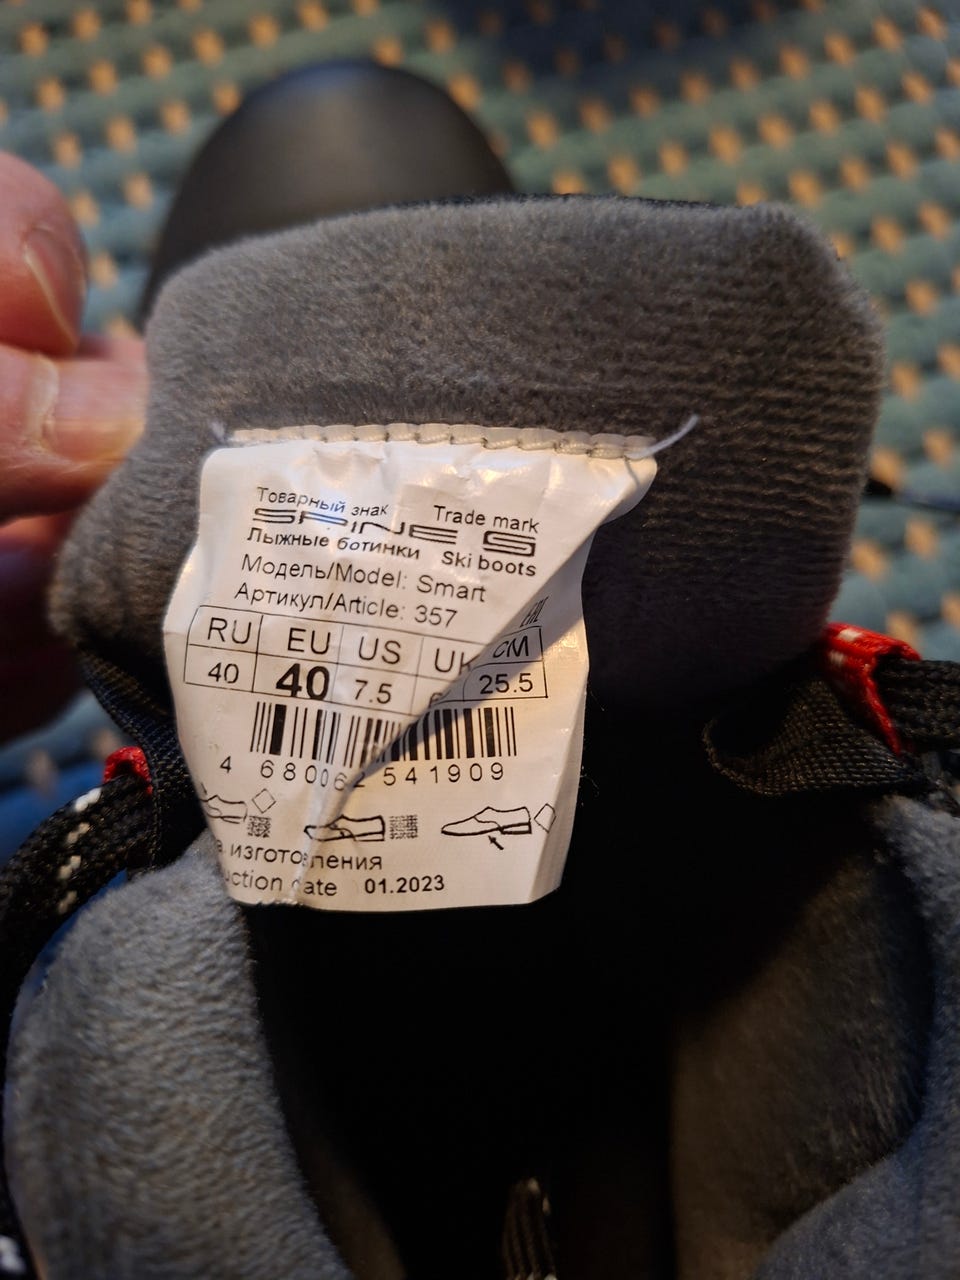 Товарный знак Trade mark
SPINE S
Лыжные ботинки Ski boots
Модель/Model: Smart
Артикул/Article: 357
RU EU US UK CM
40 40 7.5 25.5
4 680062 541909
изготовления
date 01.2023